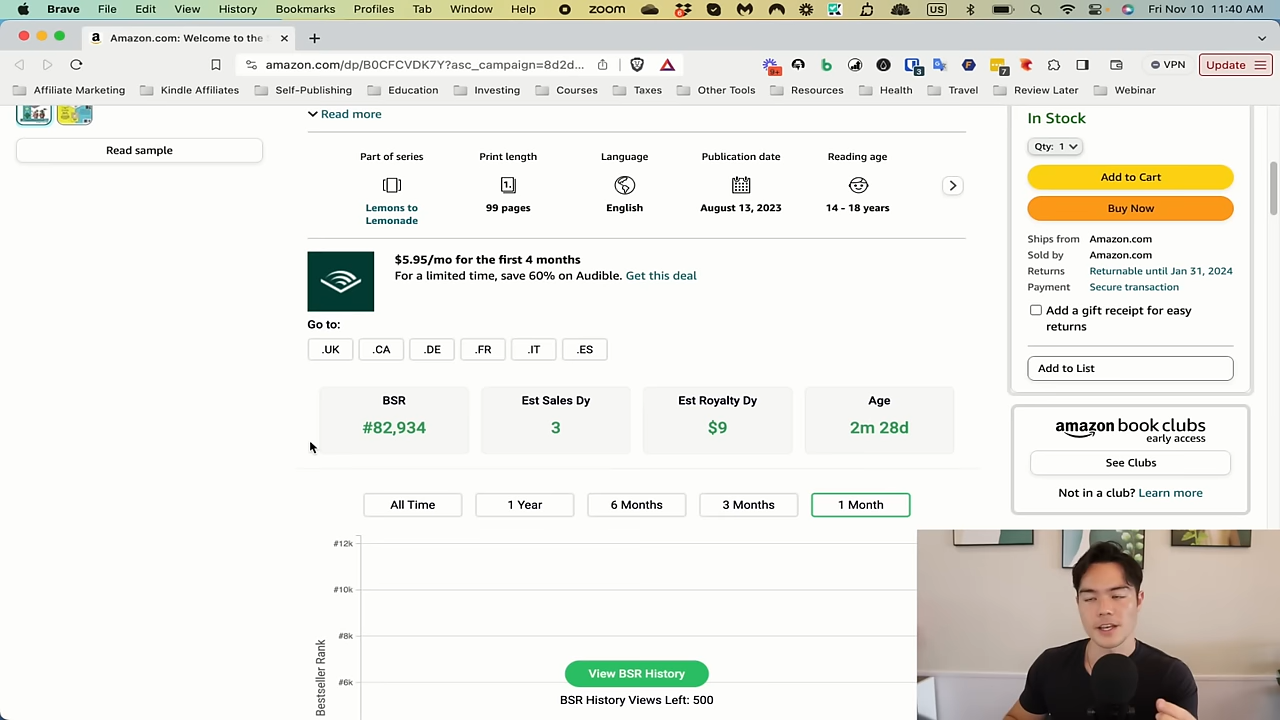 Brave File Edit View History Bookmarks Profiles Tab Window Help zoom US Fri Nov 10 11:40 AM
a Amazon.com: Welcome to the
amazon.com/dp/B0CFCVDK7Y?asc_campaign=8d2d... 9+ 3 7 VPN Update
Affiliate Marketing Kindle Affiliates Self-Publishing Education Investing Courses Taxes Other Tools Resources Health Travel Review Later Webinar
Read sample
Read more
Part of series Print length Language Publication date Reading age
Lemons to
Lemonade
99 pages English August 13, 2023 14 - 18 years
$5.95/mo for the first 4 months
For a limited time, save 60% on Audible. Get this deal
Go to:
.UK .CA .DE .FR .IT .ES
BSR Est Sales Dy Est Royalty Dy Age
#82,934 3 $9 2m 28d
All Time 1 Year 6 Months 3 Months 1 Month
#12k
#10k
#8k
#6k
Bestseller Rank
View BSR History
BSR History Views Left: 500
In Stock
Qty: 1
Add to Cart
Buy Now
Ships from Amazon.com
Sold by Amazon.com
Returns Returnable until Jan 31, 2024
Payment Secure transaction
Add a gift receipt for easy
returns
Add to List
amazon book clubs
early access
See Clubs
Not in a club? Learn more